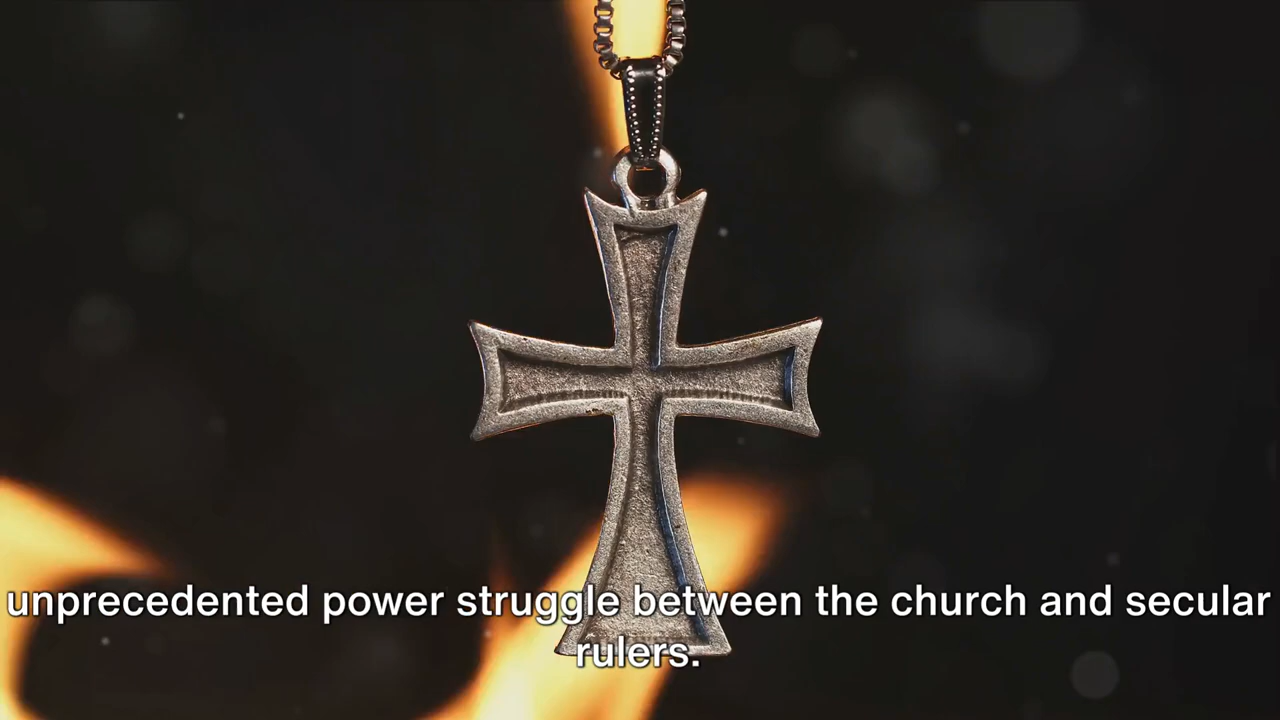 unprecedented power struggle between the church and secular
rulers.